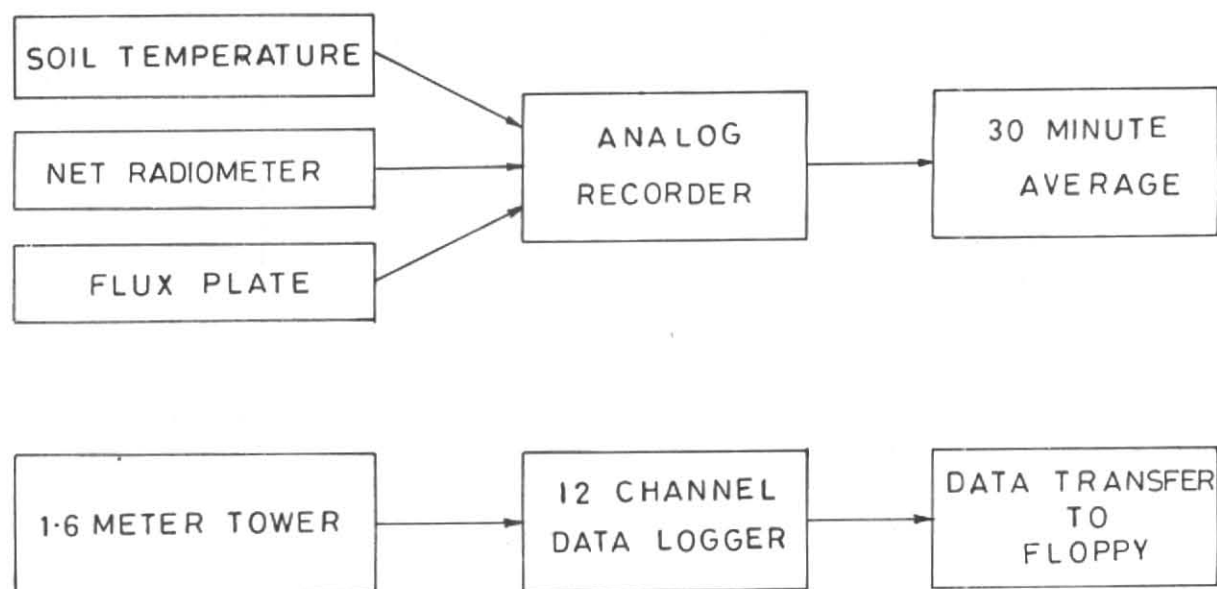 SOIL TEMPERATURE
NET RADIOMETER
FLUX PLATE
ANALOG
RECORDER
30 MINUTE
AVERAGE
1·6 METER TOWER
12 CHANNEL
DATA LOGGER
DATA TRANSFER
TO
FLOPPY